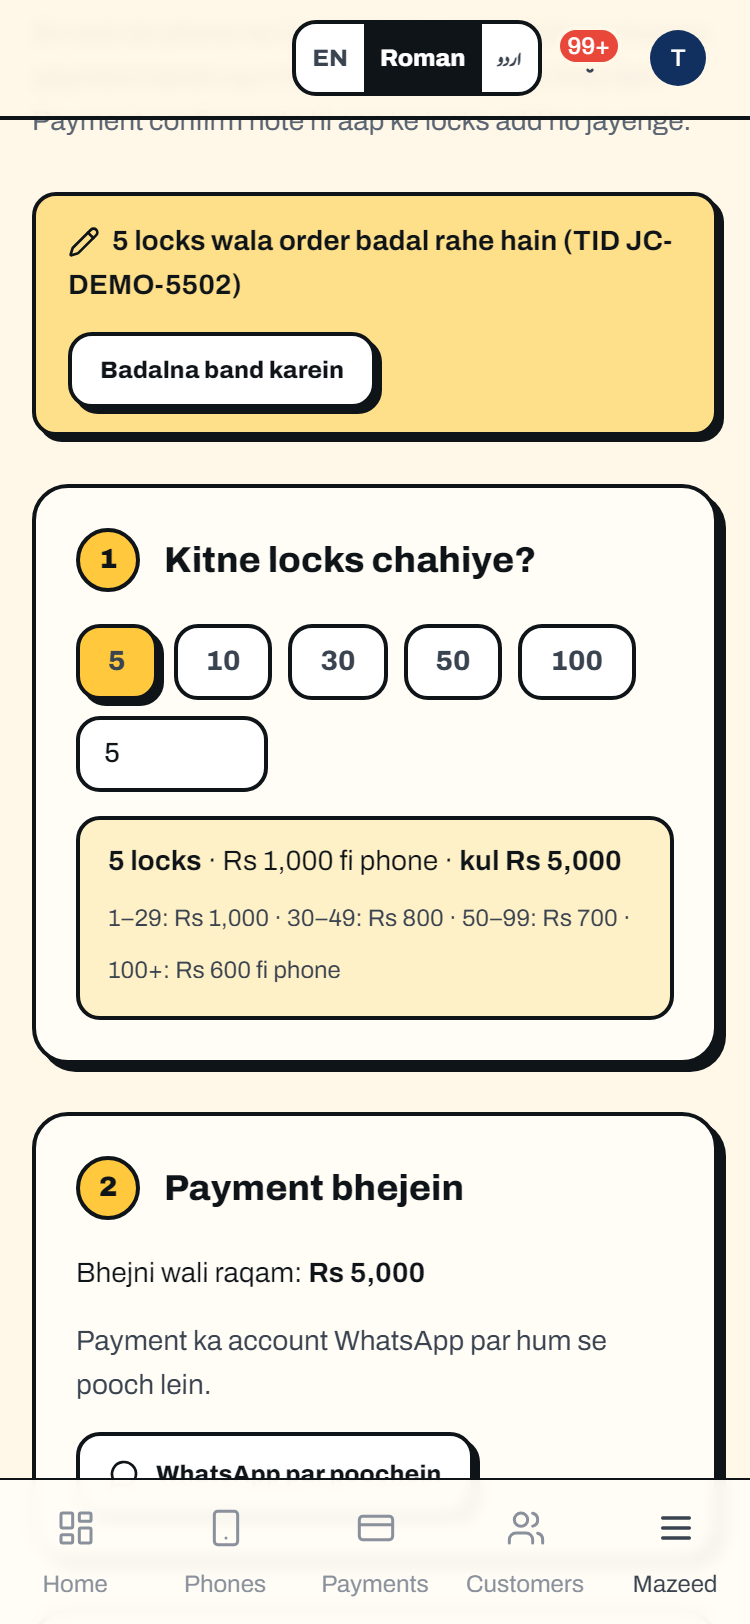 EN Roman اردو 99+ T
Payment confirm hote hi aap ke locks add ho jayenge.
5 locks wala order badal rahe hain (TID JC-
DEMO-5502)
Badalna band karein
1 Kitne locks chahiye?
5 10 30 50 100
5
5 locks · Rs 1,000 fi phone · kul Rs 5,000
1–29: Rs 1,000 · 30–49: Rs 800 · 50–99: Rs 700 ·
100+: Rs 600 fi phone
2 Payment bhejein
Bhejni wali raqam: Rs 5,000
Payment ka account WhatsApp par hum se
pooch lein.
WhatsApp par poochein
Home Phones Payments Customers Mazeed